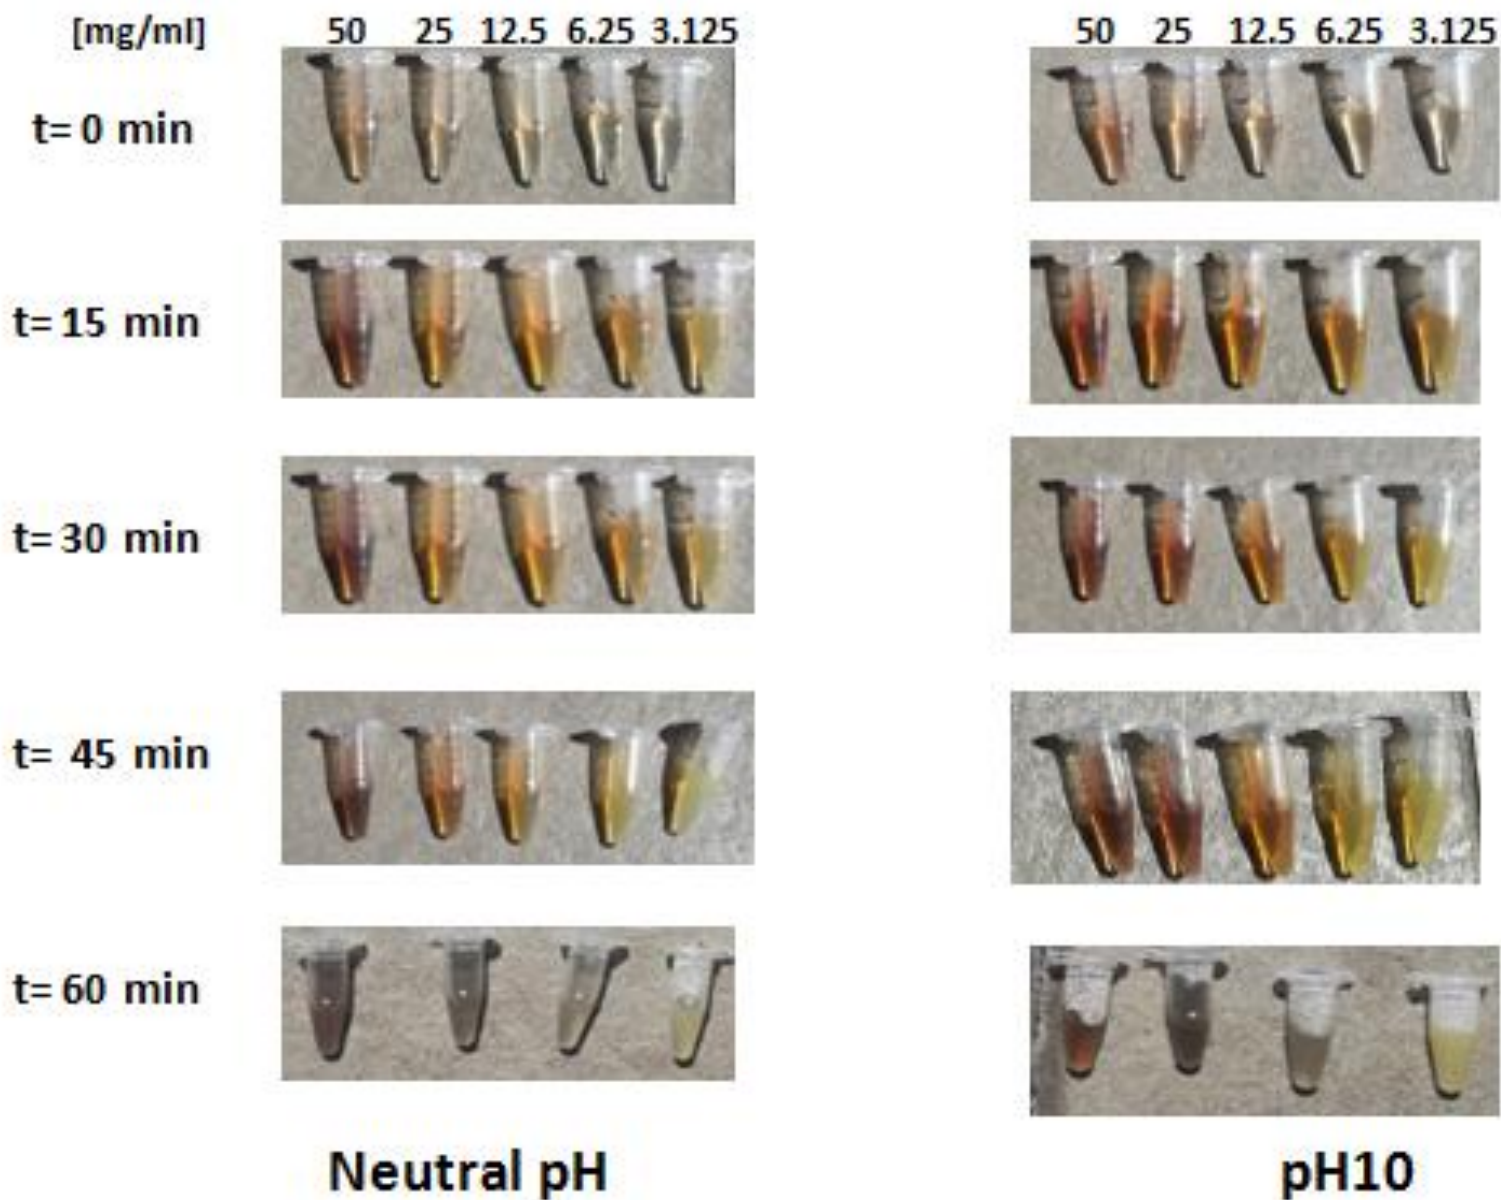 [mg/ml] 50 25 12.5 6.25 3.125 50 25 12.5 6.25 3.125
t= 0 min
t= 15 min
t= 30 min
t= 45 min
t= 60 min
Neutral pH pH10